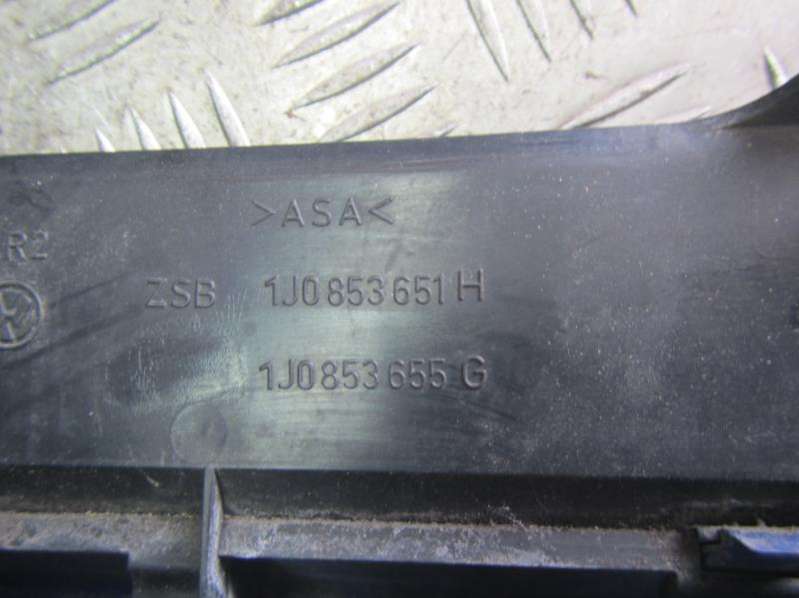 >ASA<
R2
ZSB 1J0 853 651 H
1J0 853 655 G